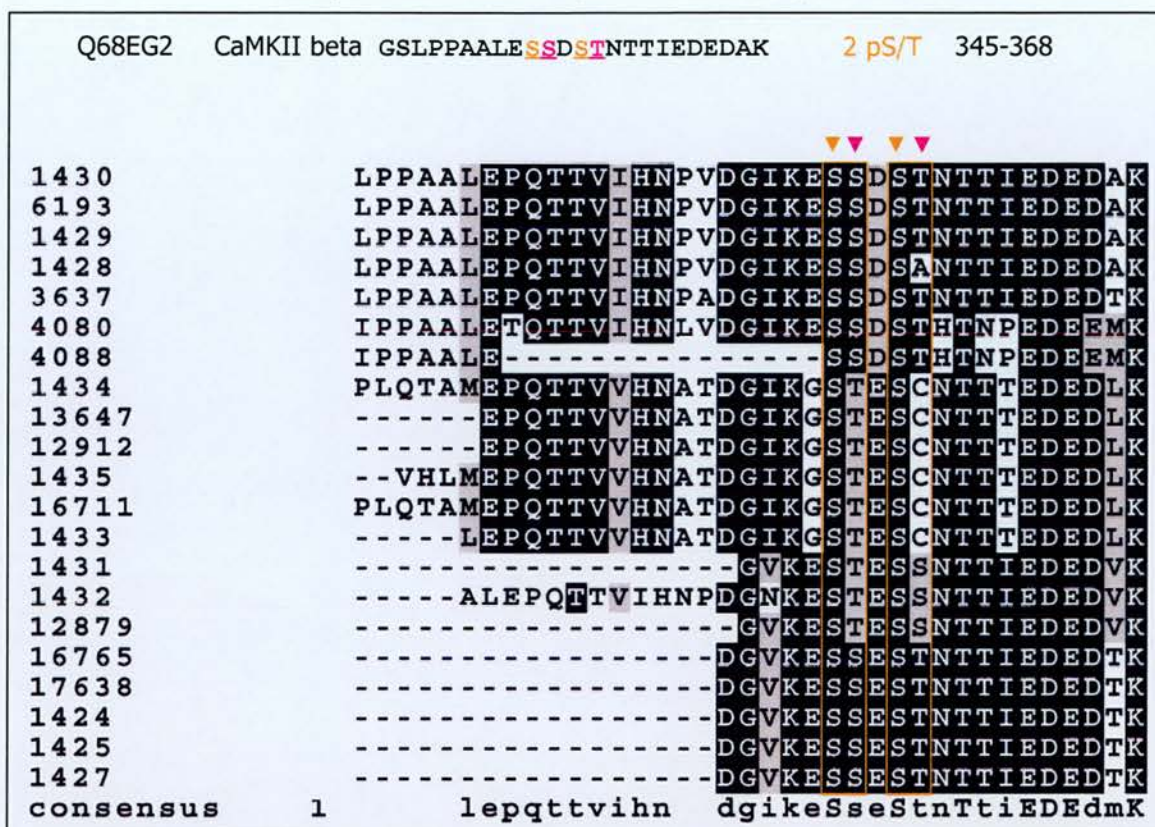 Q68EG2 CaMKII beta GSLPPAALESSDSTNTTIEDEDAK 2 pS/T 345-368
1430 LPPAALEPQTTVIHNPVDGIKESSDSTNTTIEDEDAK
6193 LPPAALEPQTTVIHNPVDGIKESSDSTNTTIEDEDAK
1429 LPPAALEPQTTVIHNPVDGIKESSDSTNTTIEDEDAK
1428 LPPAALEPQTTVIHNPVDGIKESSDSANTTIEDEDAK
3637 LPPAALEPQTTVIHNPADGIKESSDSTNTTIEDEDTK
4080 IPPAALETQTTVIHNLVDGIKESSDSTHTNPEDEEMK
4088 IPPAALE---------------SSDSTHTNPEDEEMK
1434 PLQTAMEPQTTVVHNATDGIKGSTESCNTTTEDEDLK
13647 ------EPQTTVVHNATDGIKGSTESCNTTTEDEDLK
12912 ------EPQTTVVHNATDGIKGSTESCNTTTEDEDLK
1435 --VHLMEPQTTVVHNATDGIKGSTESCNTTTEDEDLK
16711 PLQTAMEPQTTVVHNATDGIKGSTESCNTTTEDEDLK
1433 -----LEPQTTVVHNATDGIKGSTESCNTTTEDEDLK
1431 ------------------GVKESTESSNTTIEDEDVK
1432 -----ALEPQTTVIHNPDGNKESTESSNTTIEDEDVK
12879 ------------------GVKESTESSNTTIEDEDVK
16765 -----------------DGVKESSESTNTTIEDEDTK
17638 -----------------DGVKESSESTNTTIEDEDTK
1424 -----------------DGVKESSESTNTTIEDEDTK
1425 -----------------DGVKESSESTNTTIEDEDTK
1427 -----------------DGVKESSESTNTTIEDEDTK
consensus 1 lepqttvihn dgikeSseStnTtiEDEdmK